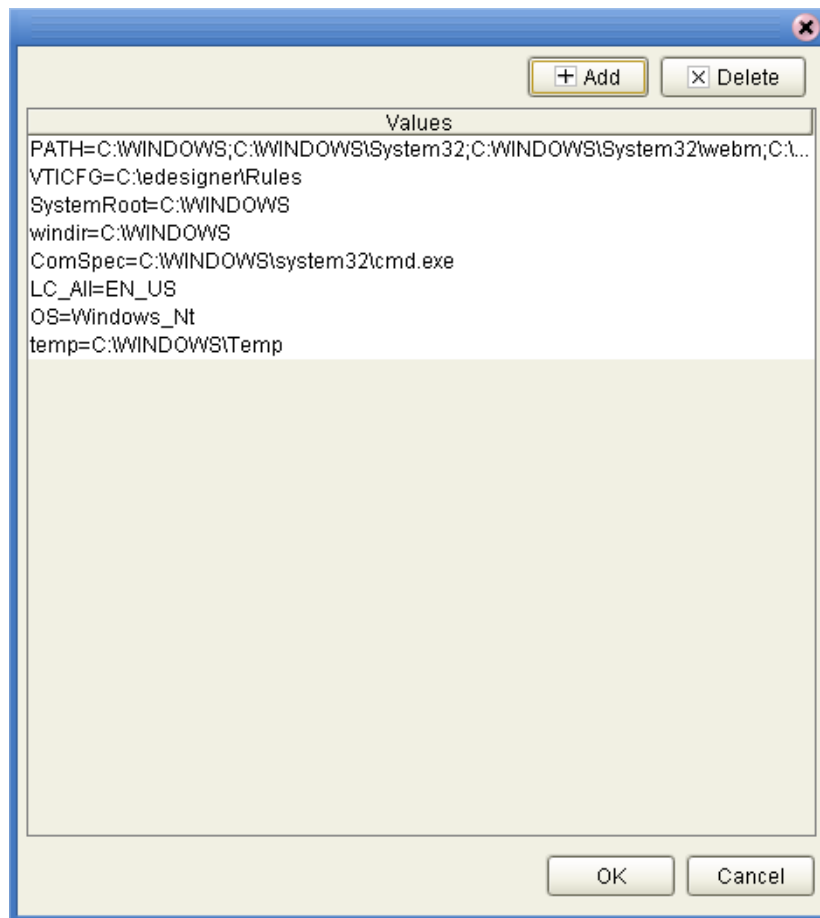 Add
Delete
Values
PATH=C:\WINDOWS;C:\WINDOWS\System32;C:\WINDOWS\System32\webm;C:\...
VTICFG=C:\edesigner\Rules
SystemRoot=C:\WINDOWS
windir=C:\WINDOWS
ComSpec=C:\WINDOWS\system32\cmd.exe
LC_All=EN_US
OS=Windows_Nt
temp=C:\WINDOWS\Temp
OK
Cancel